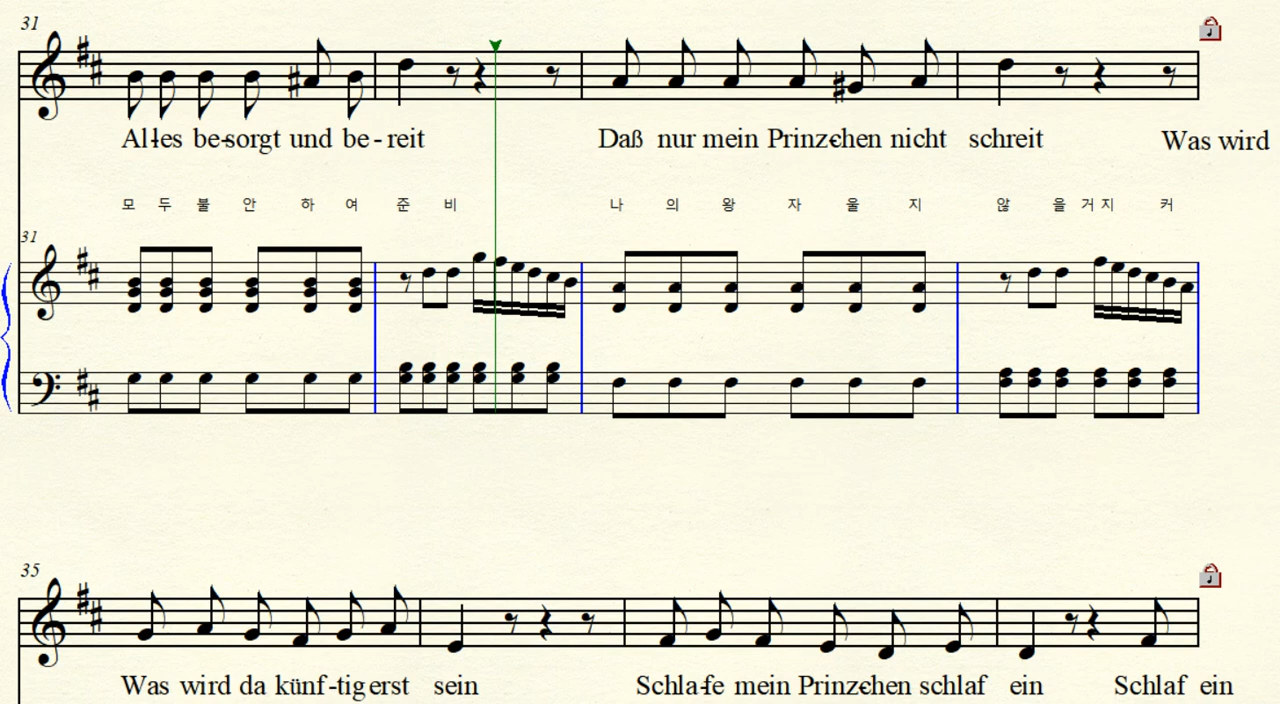 31
Al-les be-sorgt und be-reit Daß nur mein Prinz-chen nicht schreit Was wird
모 두 불 안 하 여 준 비 나 의 왕 자 울 지 않 을 거 지 커
31
35
Was wird da künf-tig erst sein Schla-fe mein Prinz-chen schlaf ein Schlaf ein